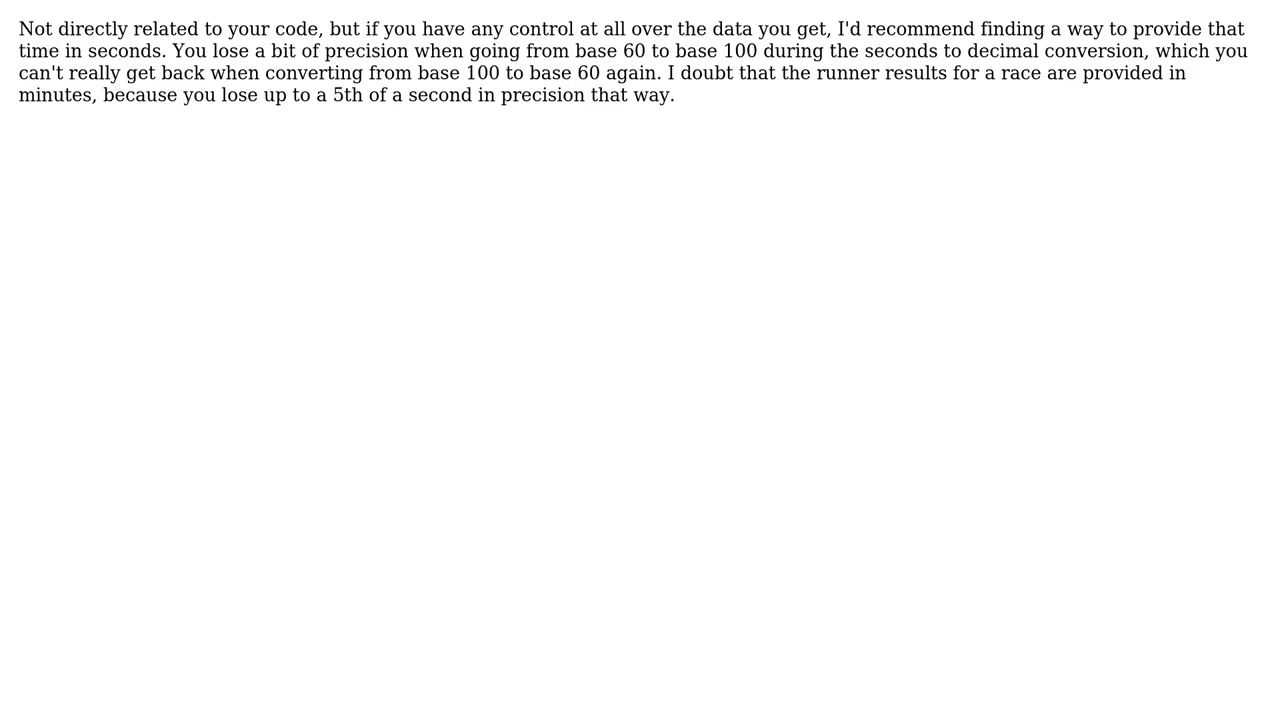 Not directly related to your code, but if you have any control at all over the data you get, I'd recommend finding a way to provide that
time in seconds. You lose a bit of precision when going from base 60 to base 100 during the seconds to decimal conversion, which you
can't really get back when converting from base 100 to base 60 again. I doubt that the runner results for a race are provided in
minutes, because you lose up to a 5th of a second in precision that way.